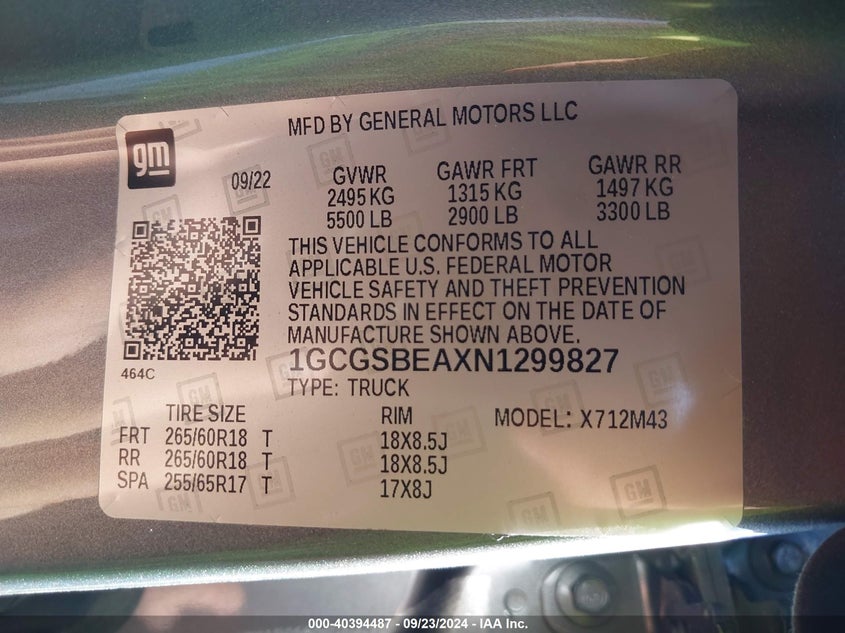 MFD BY GENERAL MOTORS LLC
gm
09/22
GVWR GAWR FRT GAWR RR
2495 KG 1315 KG 1497 KG
5500 LB 2900 LB 3300 LB
THIS VEHICLE CONFORMS TO ALL
APPLICABLE U.S. FEDERAL MOTOR
VEHICLE SAFETY AND THEFT PREVENTION
STANDARDS IN EFFECT ON THE DATE OF
MANUFACTURE SHOWN ABOVE.
1GCGSBEAXN1299827
464C
TYPE: TRUCK
TIRE SIZE RIM MODEL: X712M43
FRT 265/60R18 T 18X8.5J
RR 265/60R18 T 18X8.5J
SPA 255/65R17 T 17X8J
000-40394487 - 09/23/2024 - IAA Inc.